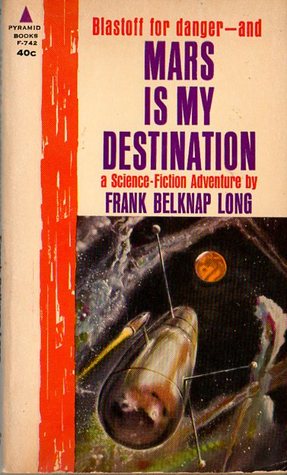 PYRAMID
BOOKS
F-742
40c
Blastoff for danger—and
MARS
IS MY
DESTINATION
a Science-Fiction Adventure by
FRANK BELKNAP LONG